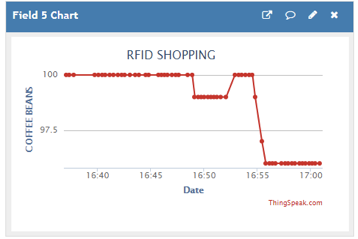 Field 5 Chart
RFID SHOPPING
100
97.5
COFFEE BEANS
16:40 16:45 16:50 16:55 17:00
Date
ThingSpeak.com